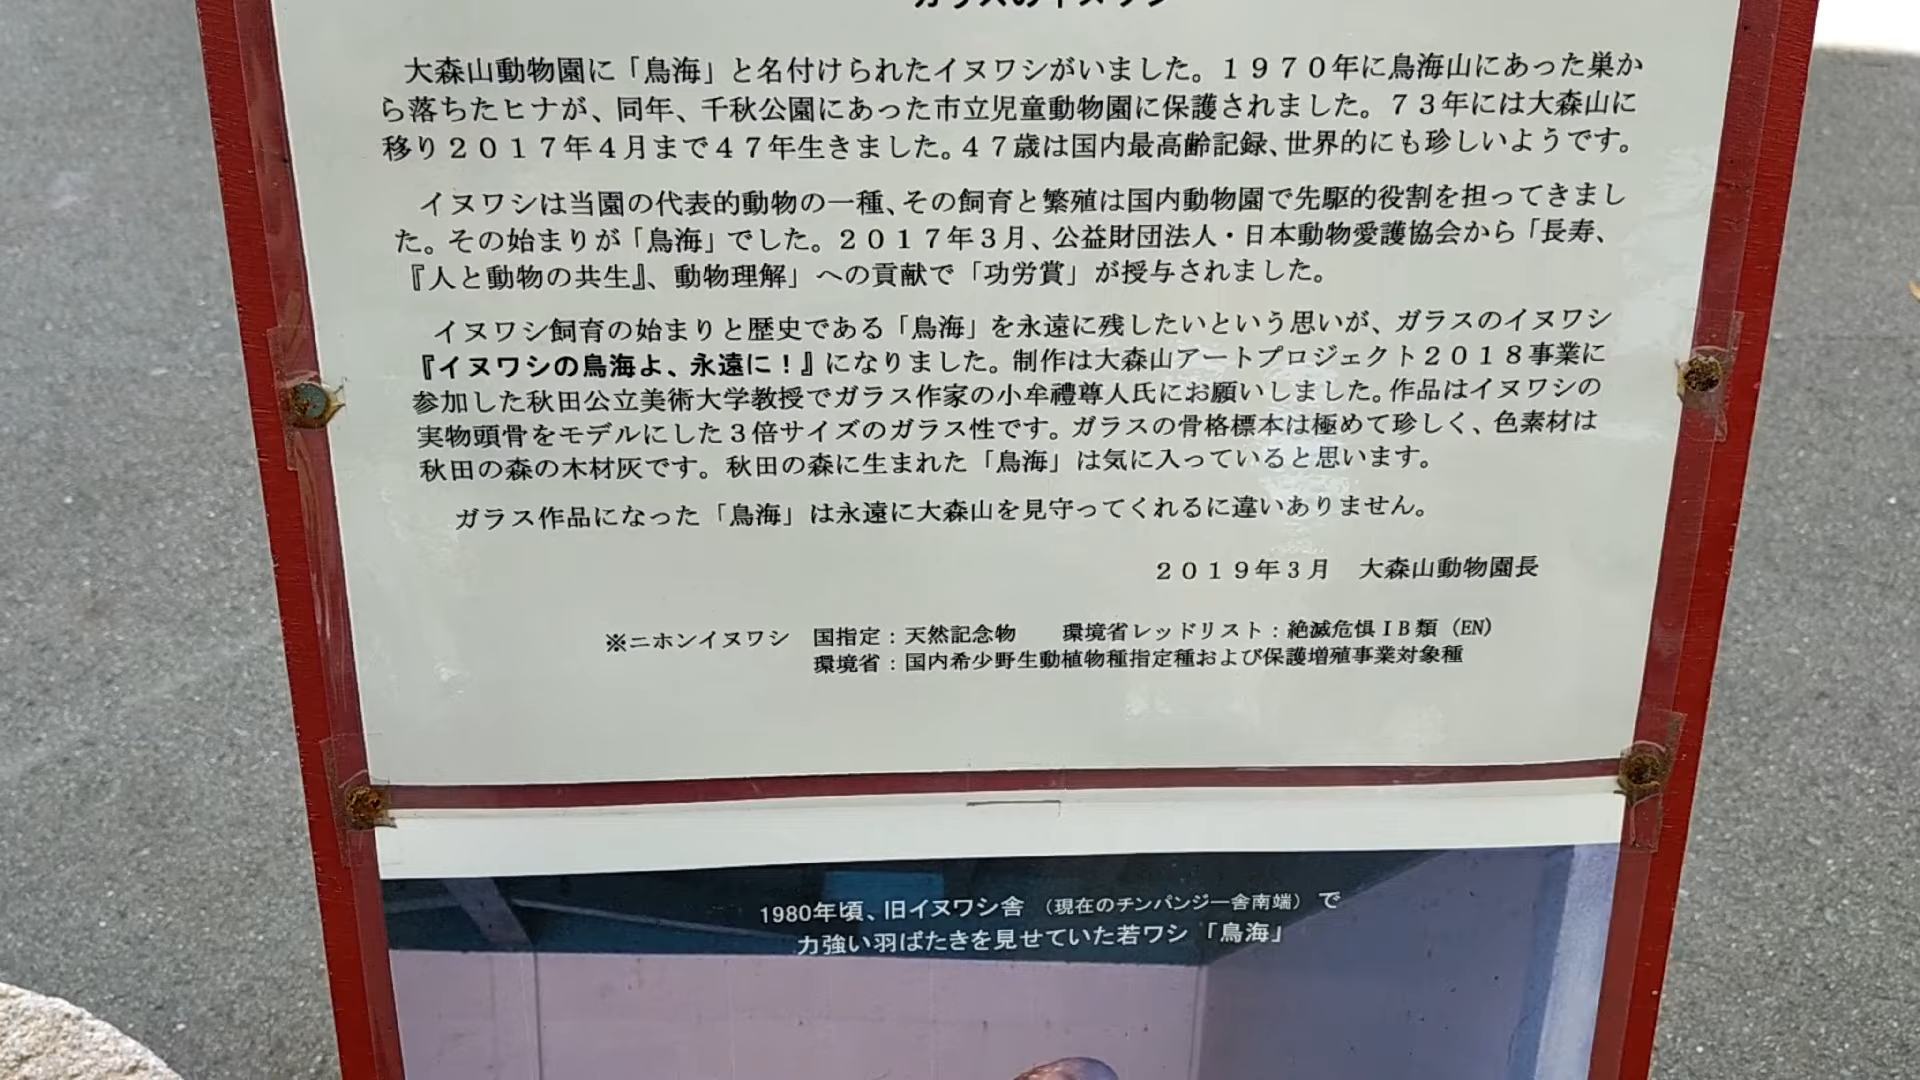 ガラスのイヌワシ
大森山動物園に「鳥海」と名付けられたイヌワシがいました。１９７０年に鳥海山にあった巣か
ら落ちたヒナが、同年、千秋公園にあった市立児童動物園に保護されました。７３年には大森山に
移り２０１７年４月まで４７年生きました。４７歳は国内最高齢記録、世界的にも珍しいようです。
イヌワシは当園の代表的動物の一種、その飼育と繁殖は国内動物園で先駆的役割を担ってきまし
た。その始まりが「鳥海」でした。２０１７年３月、公益財団法人・日本動物愛護協会から「長寿、
『人と動物の共生』、動物理解」への貢献で「功労賞」が授与されました。
イヌワシ飼育の始まりと歴史である「鳥海」を永遠に残したいという思いが、ガラスのイヌワシ
『イヌワシの鳥海よ、永遠に！』になりました。制作は大森山アートプロジェクト２０１８事業に
参加した秋田公立美術大学教授でガラス作家の小牟禮尊人氏にお願いしました。作品はイヌワシの
実物頭骨をモデルにした３倍サイズのガラス性です。ガラスの骨格標本は極めて珍しく、色素材は
秋田の森の木材灰です。秋田の森に生まれた「鳥海」は気に入っていると思います。
ガラス作品になった「鳥海」は永遠に大森山を見守ってくれるに違いありません。
２０１９年３月　大森山動物園長
※ニホンイヌワシ　国指定：天然記念物　　環境省レッドリスト：絶滅危惧ⅠB類（EN）
環境省：国内希少野生動植物種指定種および保護増殖事業対象種
1980年頃、旧イヌワシ舎（現在のチンパンジー舎南端）で
力強い羽ばたきを見せていた若ワシ「鳥海」